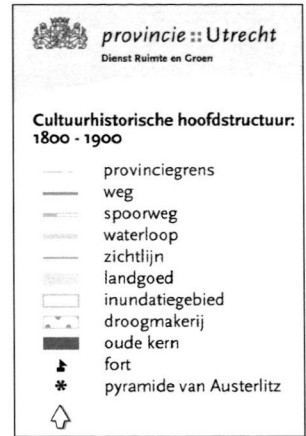 provincie :: Utrecht
Dienst Ruimte en Groen
Cultuurhistorische hoofdstructuur:
1800 - 1900
provinciegrens
weg
spoorweg
waterloop
zichtlijn
landgoed
inundatiegebied
droogmakerij
oude kern
fort
pyramide van Austerlitz